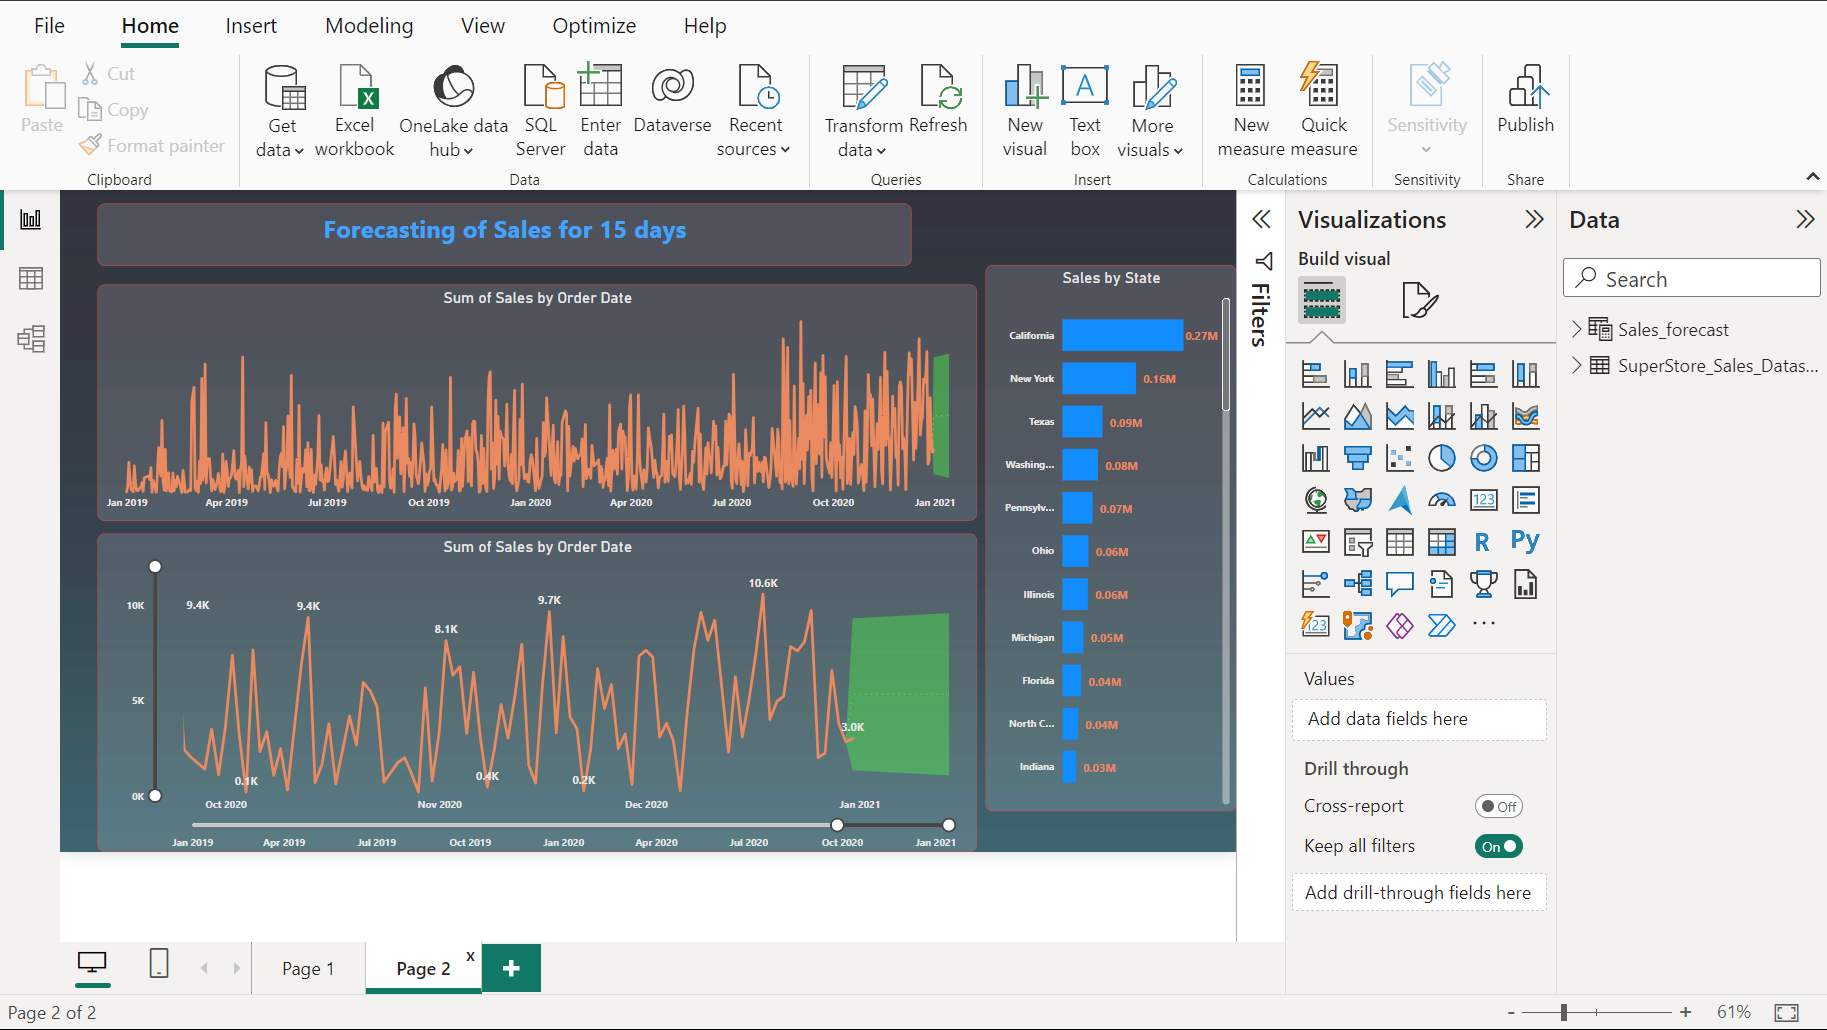 File Home Insert Modeling View Optimize Help
Paste
Cut
Copy
Format painter
Clipboard
Get data
Excel workbook
OneLake data hub
SQL Server
Enter data
Dataverse
Recent sources
Data
Transform data
Refresh
Queries
New visual
Text box
More visuals
Insert
New measure
Quick measure
Calculations
Sensitivity
Sensitivity
Publish
Share
Forecasting of Sales for 15 days
Sum of Sales by Order Date
Jan 2019 Apr 2019 Jul 2019 Oct 2019 Jan 2020 Apr 2020 Jul 2020 Oct 2020 Jan 2021
Sum of Sales by Order Date
10K
5K
0K
9.4K 9.4K 8.1K 9.7K 10.6K
3.0K
0.1K 0.4K 0.2K
Oct 2020 Nov 2020 Dec 2020 Jan 2021
Jan 2019 Apr 2019 Jul 2019 Oct 2019 Jan 2020 Apr 2020 Jul 2020 Oct 2020 Jan 2021
Sales by State
California 0.27M
New York 0.16M
Texas 0.09M
Washing... 0.08M
Pennsylv... 0.07M
Ohio 0.06M
Illinois 0.06M
Michigan 0.05M
Florida 0.04M
North C... 0.04M
Indiana 0.03M
Filters
Visualizations
Build visual
123
R Py
123
...
Values
Add data fields here
Drill through
Cross-report Off
Keep all filters On
Add drill-through fields here
Data
Search
Sales_forecast
SuperStore_Sales_Datas...
Page 1
Page 2 x
+
Page 2 of 2
- + 61%